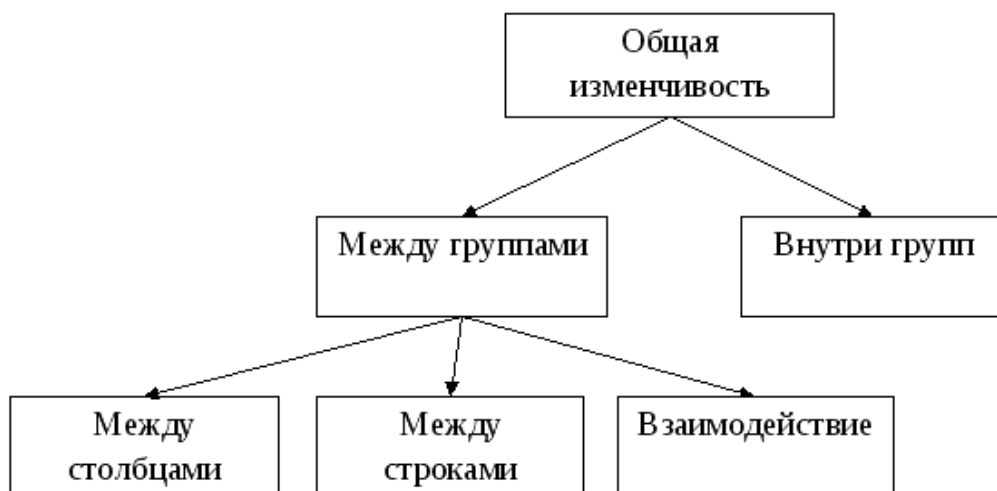 Общая
изменчивость
Между группами
Внутри групп
Между
столбцами
Между
строками
Взаимодействие